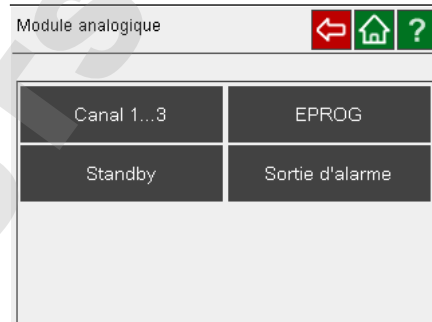 Module analogique
?
Canal 1...3
EPROG
Standby
Sortie d'alarme